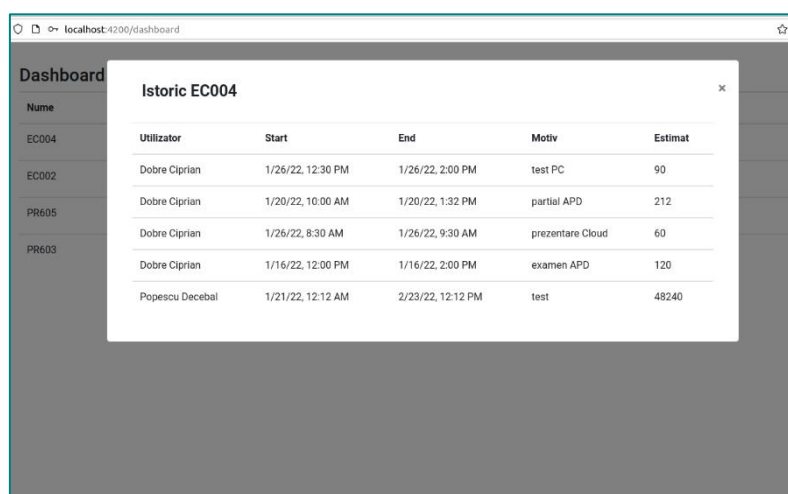 localhost:4200/dashboard
Dashboard
Nume
EC004
EC002
PR605
PR603
Istoric EC004 ×
Utilizator Start End Motiv Estimat
Dobre Ciprian 1/26/22, 12:30 PM 1/26/22, 2:00 PM test PC 90
Dobre Ciprian 1/20/22, 10:00 AM 1/20/22, 1:32 PM partial APD 212
Dobre Ciprian 1/26/22, 8:30 AM 1/26/22, 9:30 AM prezentare Cloud 60
Dobre Ciprian 1/16/22, 12:00 PM 1/16/22, 2:00 PM examen APD 120
Popescu Decebal 1/21/22, 12:12 AM 2/23/22, 12:12 PM test 48240